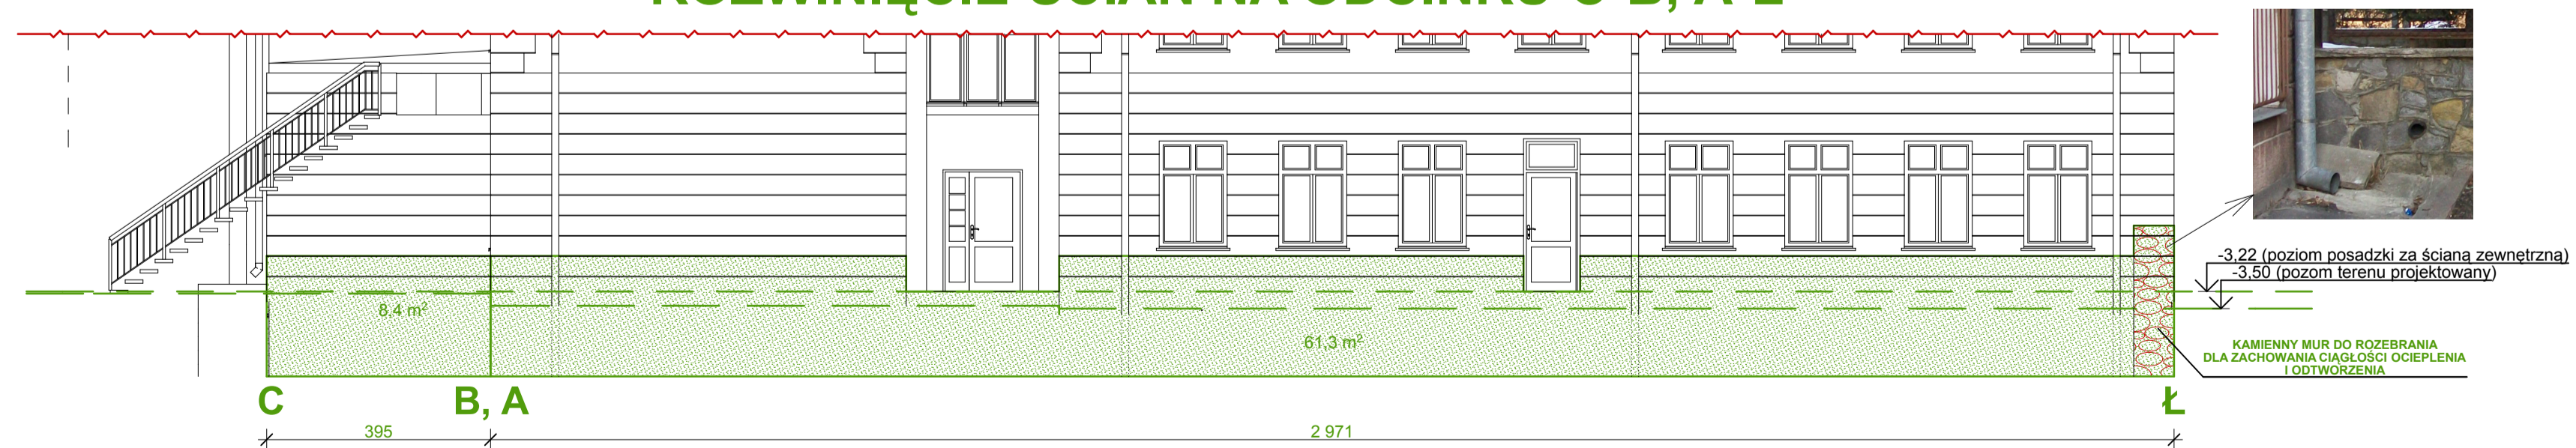 8,4 m²
61,3 m²
-3,22 (poziom posadzki za ścianą zewnętrzną)
-3,50 (pozom terenu projektowany)
KAMIENNY MUR DO ROZEBRANIA
DLA ZACHOWANIA CIĄGŁOŚCI OCIEPLENIA
I ODTWORZENIA
C
B, A
Ł
395
2 971